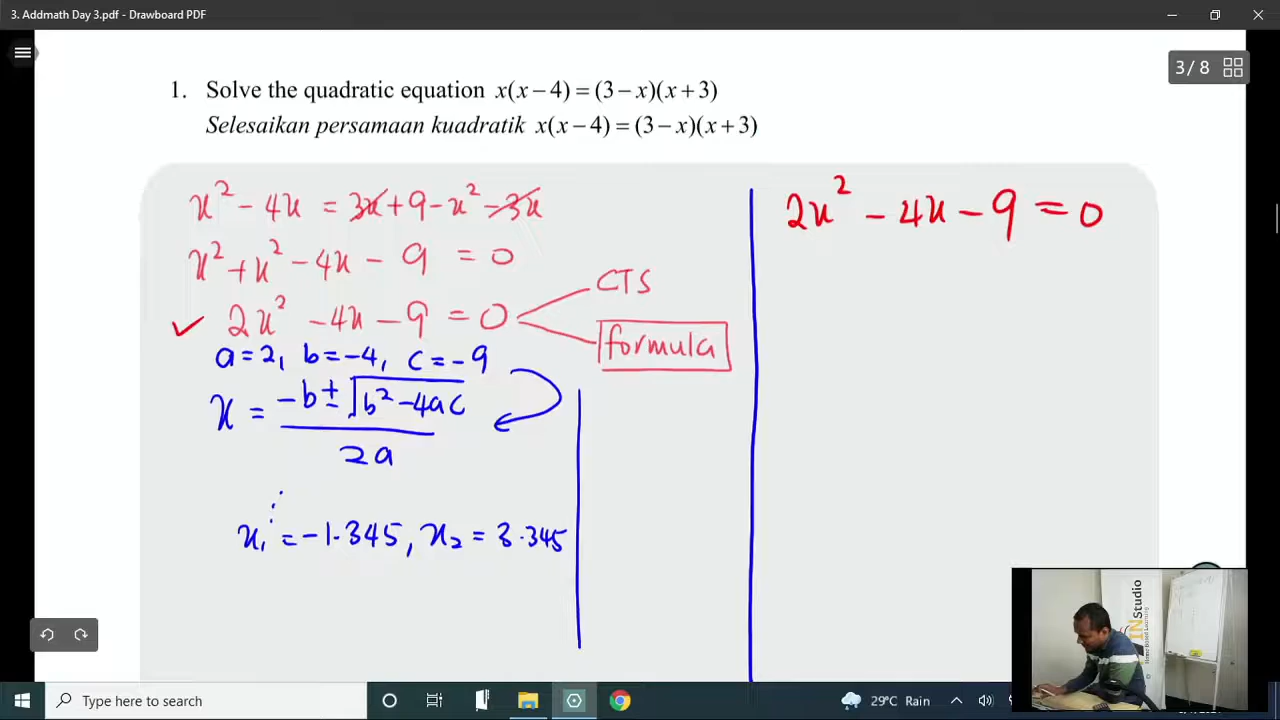 3. Addmath Day 3.pdf - Drawboard PDF
3 / 8
1. Solve the quadratic equation x(x − 4) = (3 − x)(x + 3)
Selesaikan persamaan kuadratik x(x − 4) = (3 − x)(x + 3)
x² − 4x = 3x + 9 − x² − 3x
x² + x² − 4x − 9 = 0
✓ 2x² − 4x − 9 = 0
CTS
formula
a = 2, b = −4, c = −9
x = −b ± √b² − 4ac
2a
⋰
x₁ = −1.345, x₂ = 3.345
2x² − 4x − 9 = 0
IN Studio
Type here to search
29°C Rain